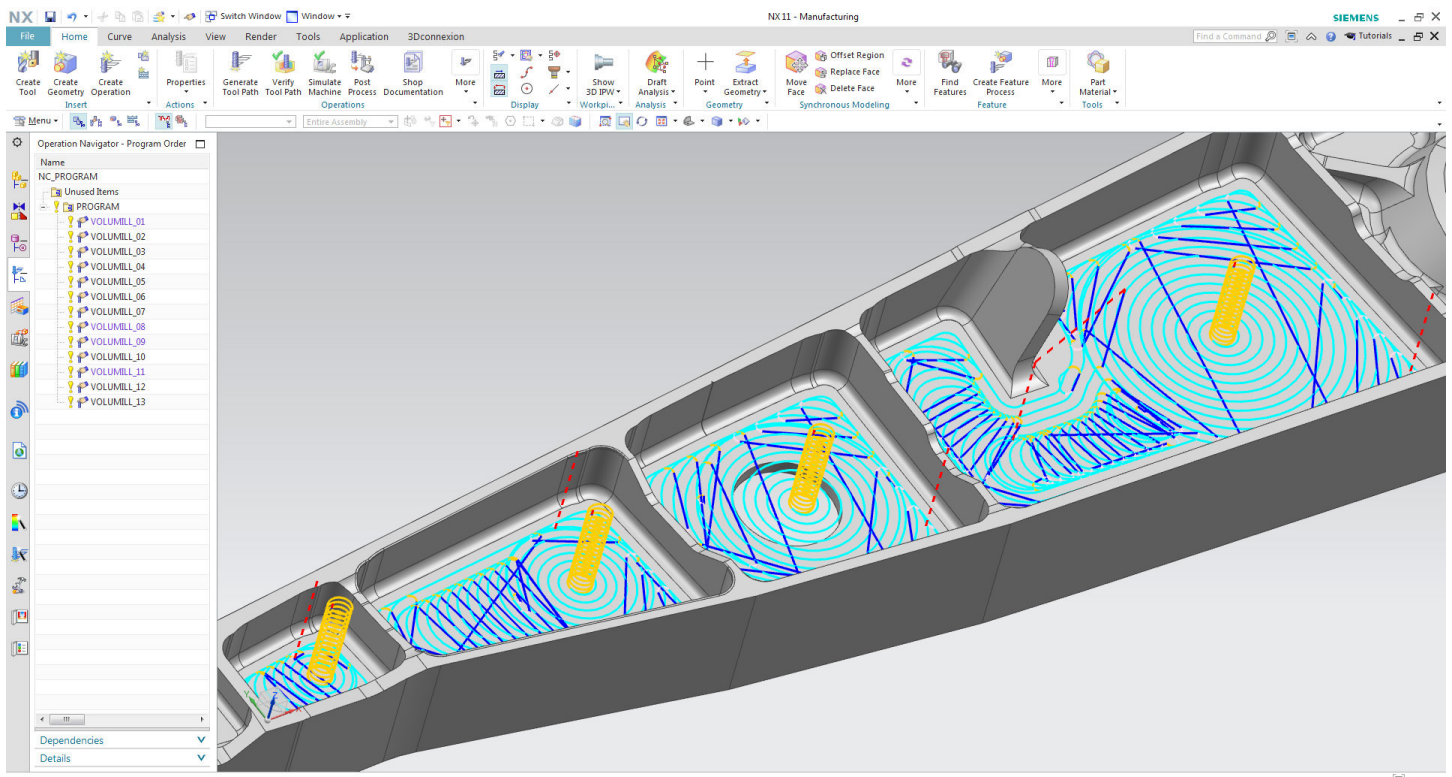 NX Switch Window Window NX 11 - Manufacturing SIEMENS
File Home Curve Analysis View Render Tools Application 3Dconnexion Find a Command Tutorials
Create Tool Create Geometry Create Operation Properties Generate Tool Path Verify Tool Path Simulate Machine Post Process Shop Documentation More Show 3D IPW Draft Analysis Point Extract Geometry Move Face Offset Region Replace Face Delete Face More Find Features Create Feature Process More Part Material
Insert Actions Operations Display Workpi... Analysis Geometry Synchronous Modeling Feature Tools
Menu Entire Assembly
Operation Navigator - Program Order
Name
NC_PROGRAM
Unused Items
PROGRAM
VOLUMILL_01
VOLUMILL_02
VOLUMILL_03
VOLUMILL_04
VOLUMILL_05
VOLUMILL_06
VOLUMILL_07
VOLUMILL_08
VOLUMILL_09
VOLUMILL_10
VOLUMILL_11
VOLUMILL_12
VOLUMILL_13
Y Z X
Dependencies
Details